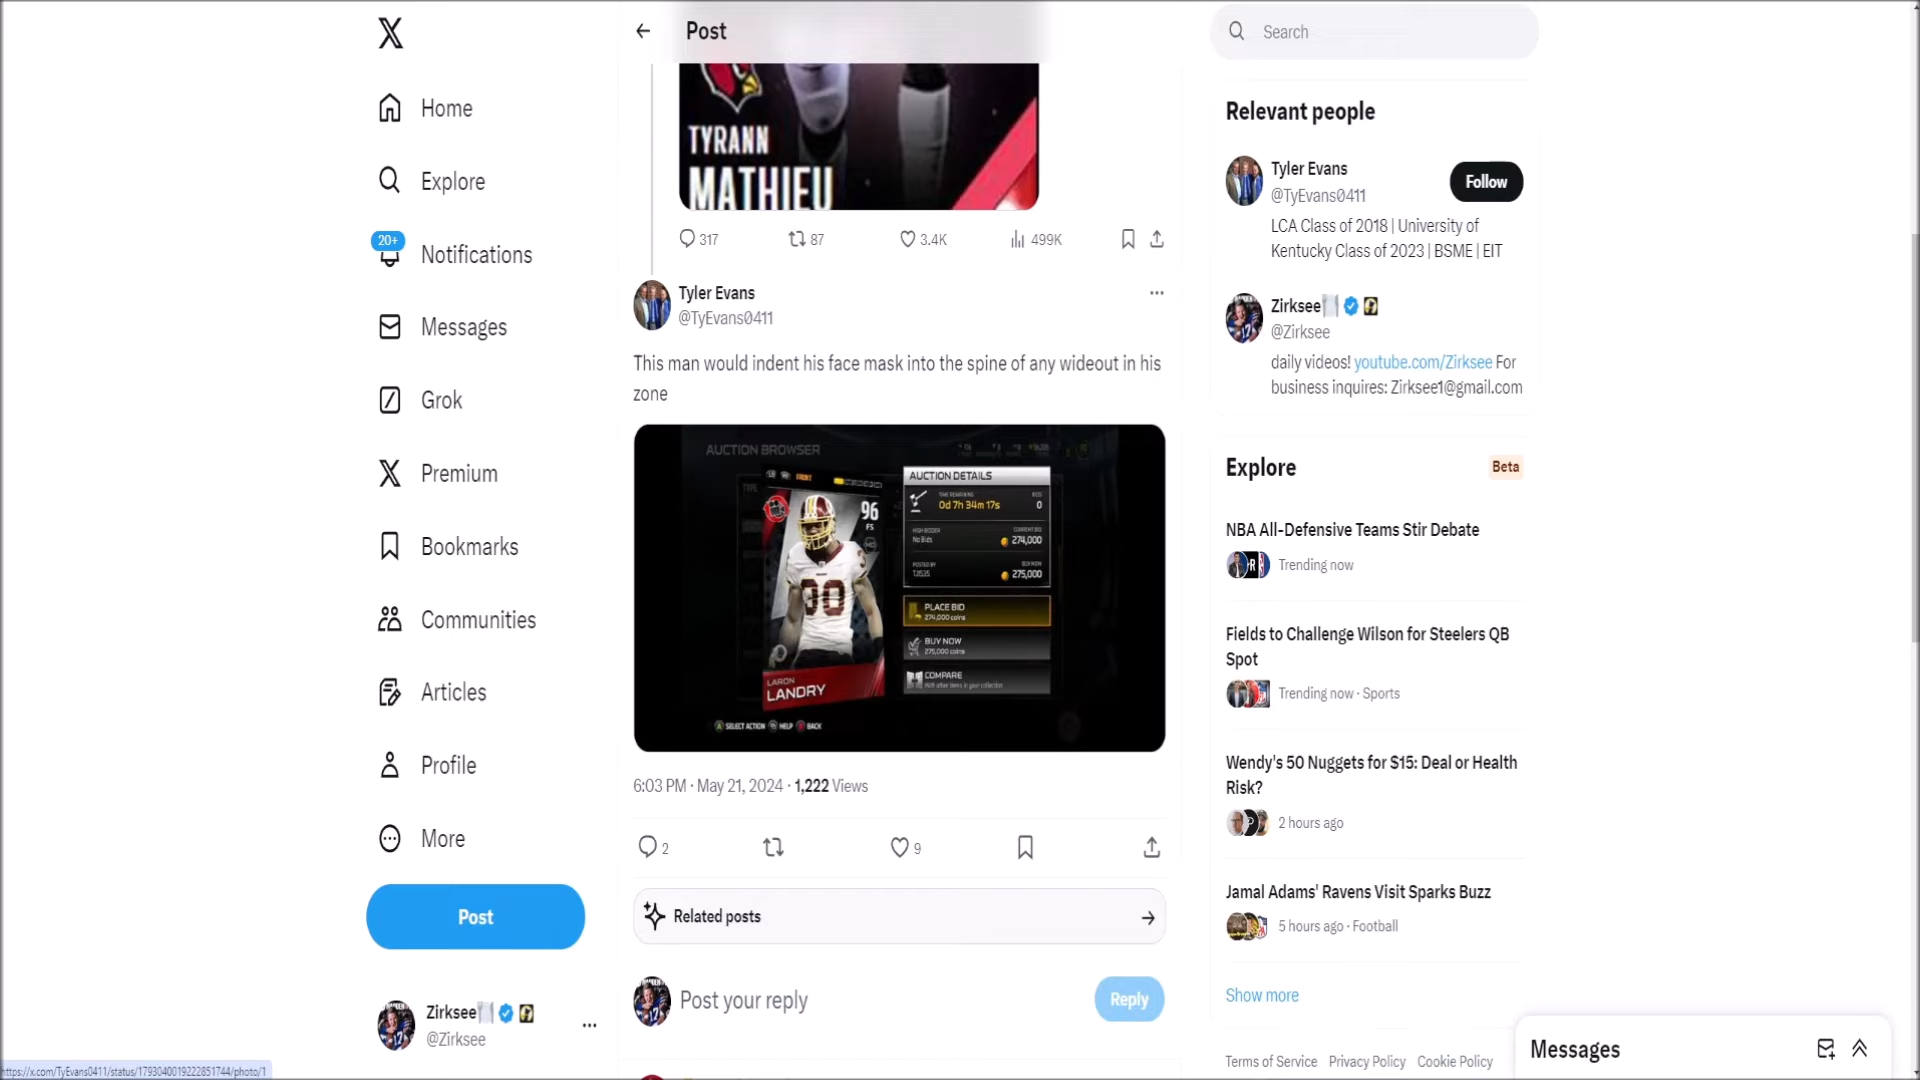 Home
Explore
20+
Notifications
Messages
Grok
Premium
Bookmarks
Communities
Articles
Profile
More
Post
Zirksee
@Zirksee
https://x.com/TyEvans0411/status/1793040019222851744/photo/1
Post
TYRANN
MATHIEU
317 87 3.4K 499K
Tyler Evans
@TyEvans0411
This man would indent his face mask into the spine of any wideout in his
zone
AUCTION BROWSER
96
FS
30
LARON
LANDRY
AUCTION DETAILS
TIME REMAINING
0d 7h 34m 17s
0
HIGH BIDDER
No Bids
CURRENT BID
274,000
POSTED BY
BUY NOW
275,000
PLACE BID
274,000 coins
BUY NOW
275,000 coins
COMPARE
With other items in your collection
SELECT ACTION HELP BACK
6:03 PM · May 21, 2024 · 1,222 Views
2 9
Related posts
Post your reply
Reply
Search
Relevant people
Tyler Evans
@TyEvans0411
Follow
LCA Class of 2018 | University of
Kentucky Class of 2023 | BSME | EIT
Zirksee
@Zirksee
daily videos! youtube.com/Zirksee For
business inquires: Zirksee1@gmail.com
Explore
Beta
NBA All-Defensive Teams Stir Debate
Trending now
Fields to Challenge Wilson for Steelers QB
Spot
Trending now · Sports
Wendy's 50 Nuggets for $15: Deal or Health
Risk?
2 hours ago
Jamal Adams' Ravens Visit Sparks Buzz
5 hours ago · Football
Show more
Terms of Service Privacy Policy Cookie Policy
Messages